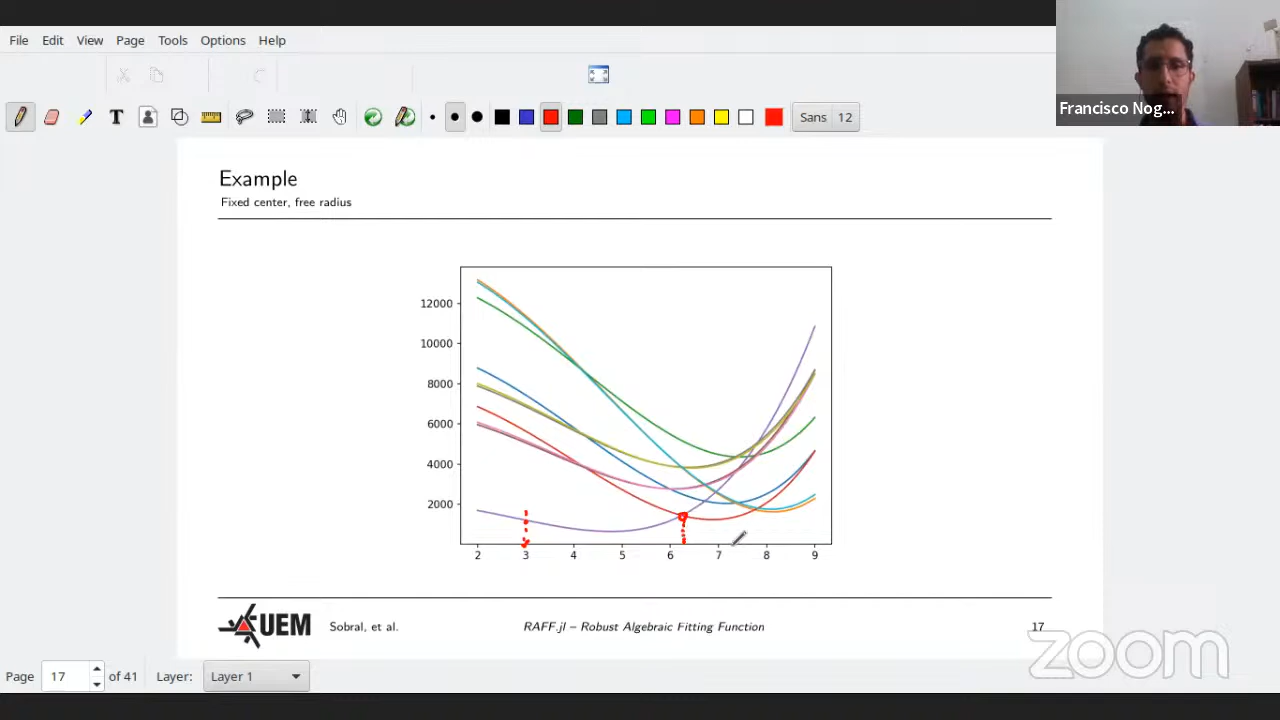 File Edit View Page Tools Options Help
Francisco Nog...
T Sans 12
Example
Fixed center, free radius
12000
10000
8000
6000
4000
2000
2 3 4 5 6 7 8 9
UEM Sobral, et al. RAFF.jl – Robust Algebraic Fitting Function 17
zoom
Page 17 of 41 Layer: Layer 1